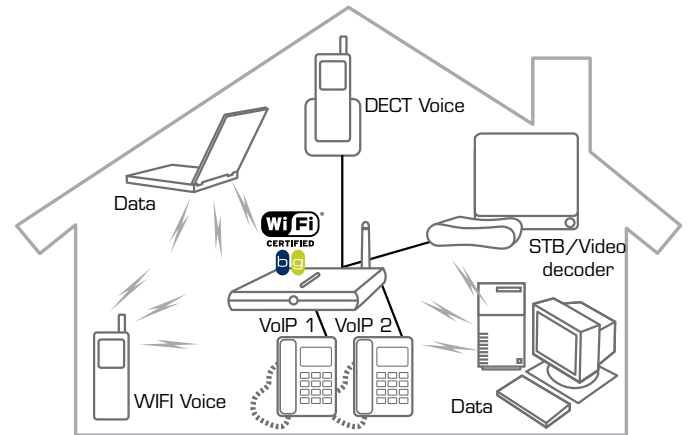 DECT Voice
Data
Wi Fi
CERTIFIED
b g
STB/Video
decoder
VoIP 1 VoIP 2
WIFI Voice
Data